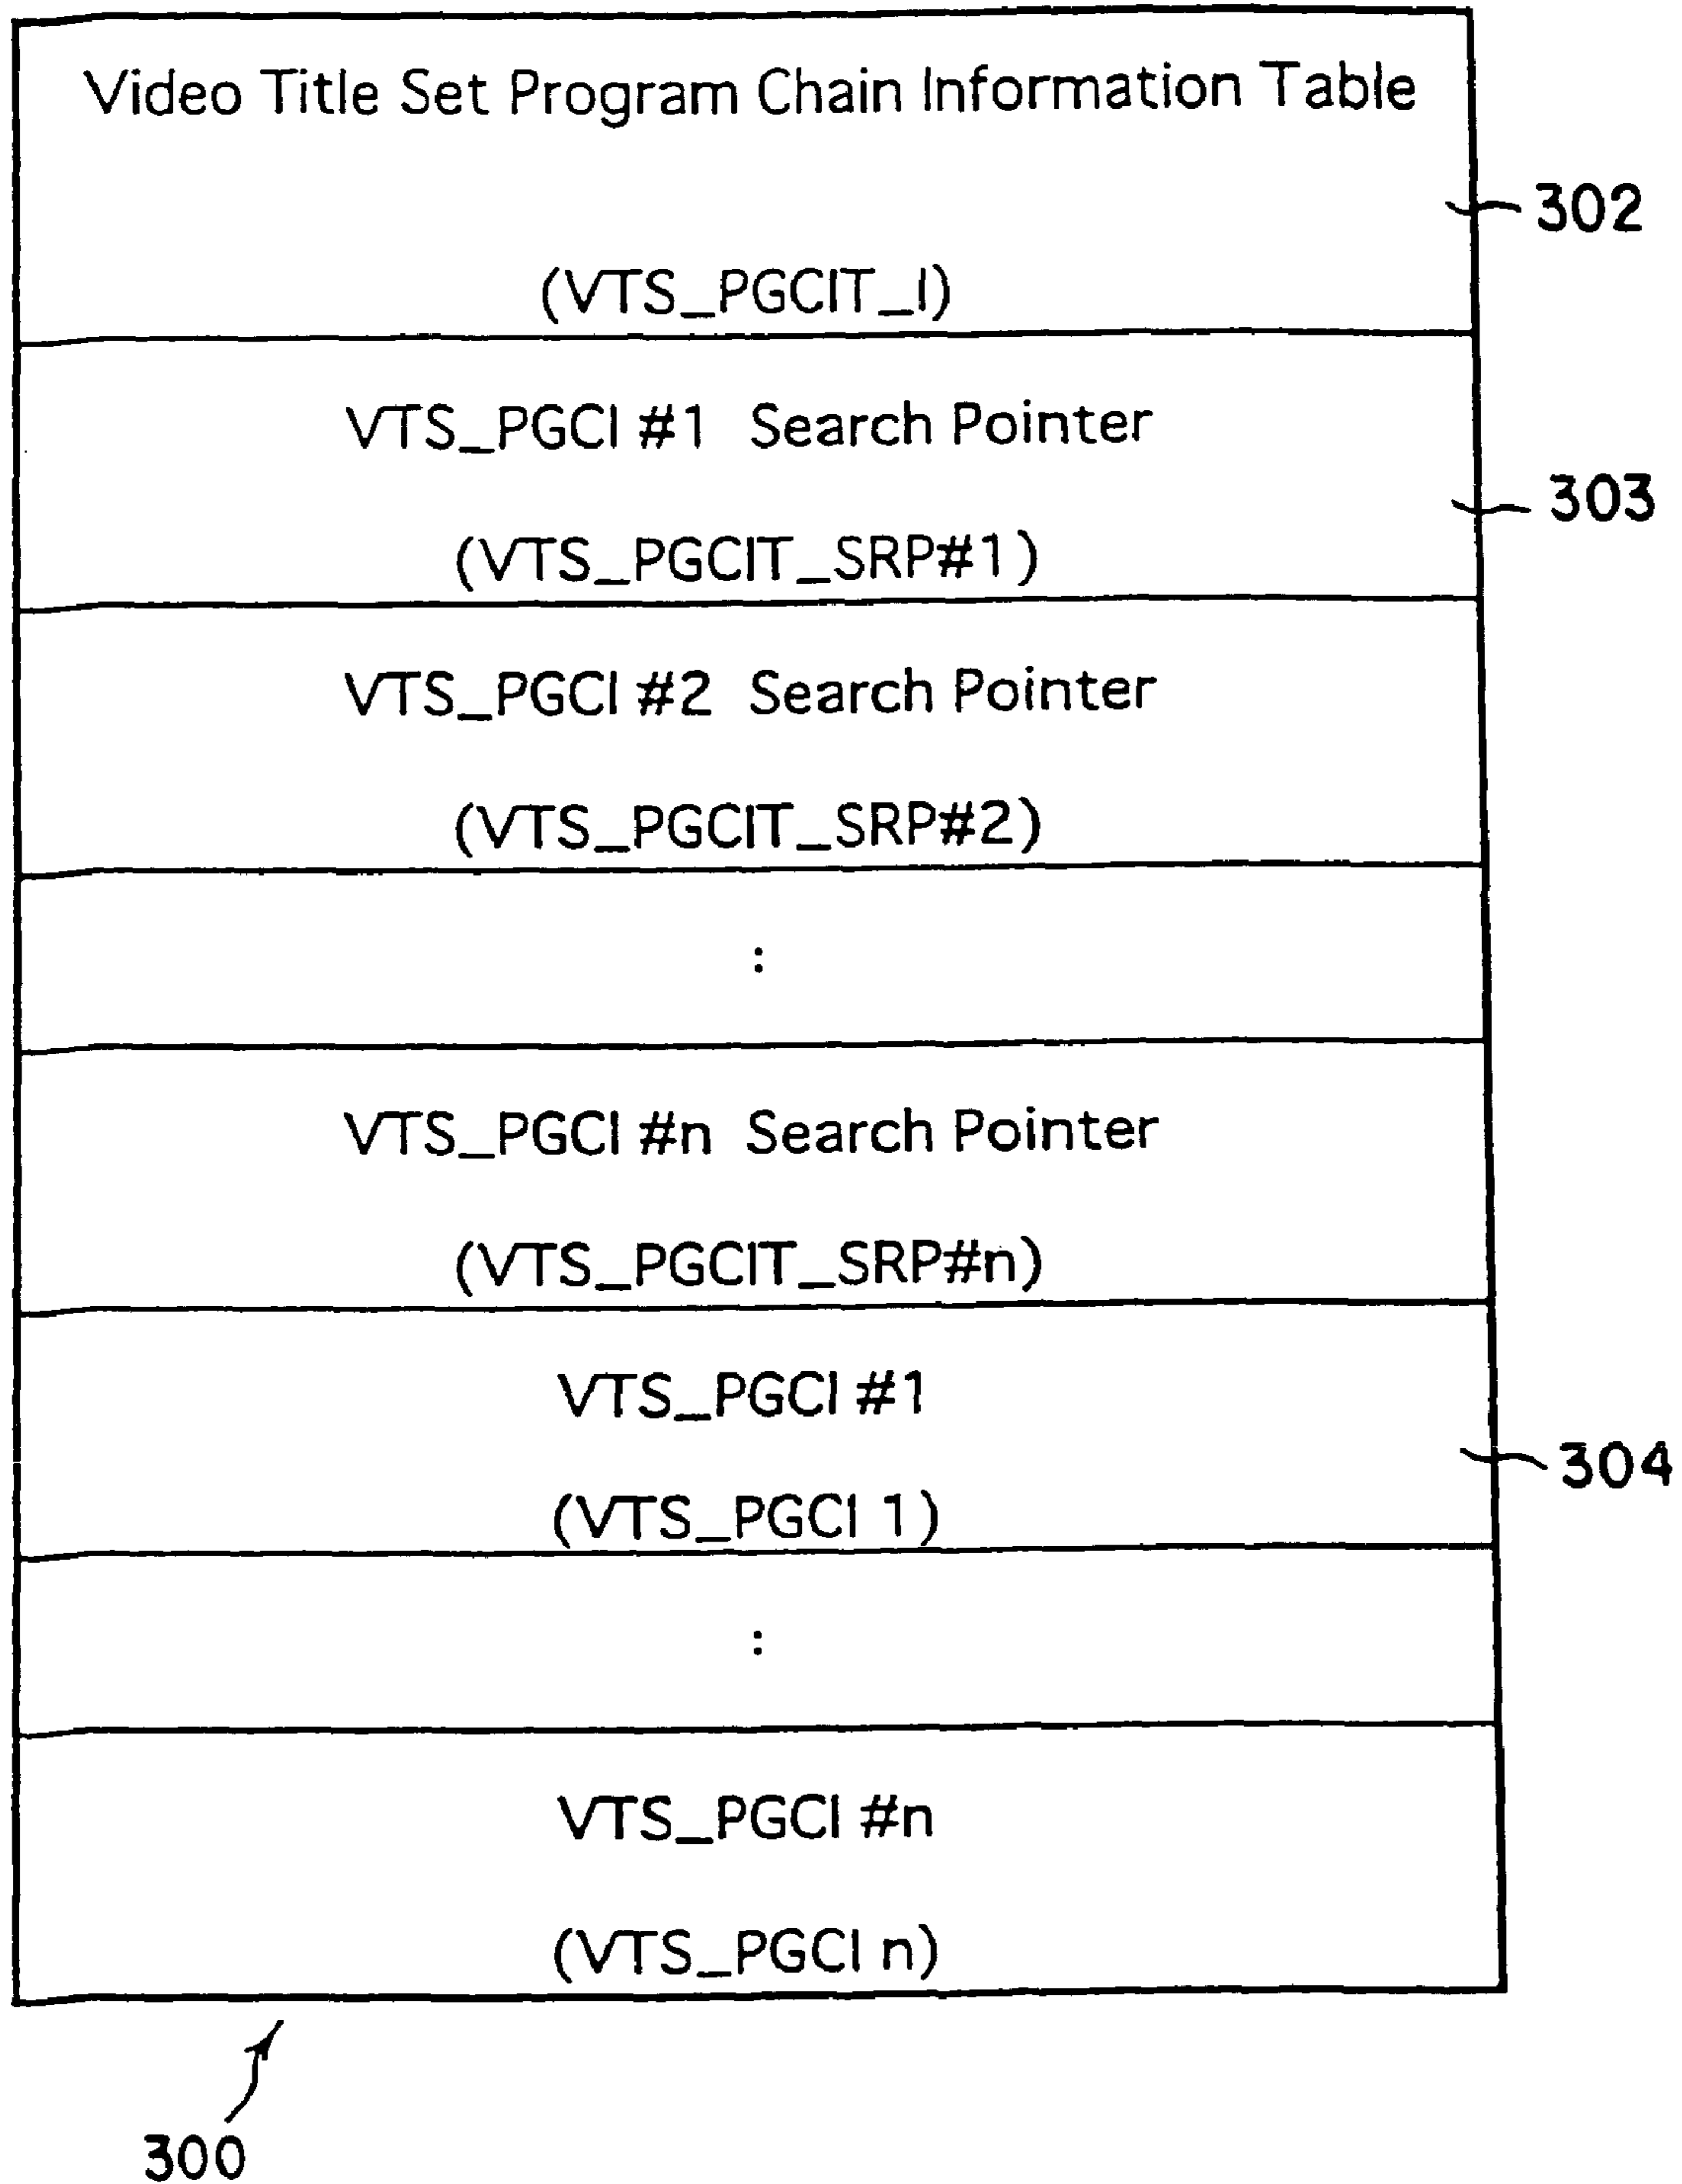 Video Title Set Program Chain Information Table
302
(VTS_PGCIT_I)
VTS_PGCI #1 Search Pointer
303
(VTS_PGCIT_SRP#1)
VTS_PGCI #2 Search Pointer
(VTS_PGCIT_SRP#2)
:
VTS_PGCI #n Search Pointer
(VTS_PGCIT_SRP#n)
VTS_PGCI #1
304
(VTS_PGCI 1)
:
VTS_PGCI #n
(VTS_PGCI n)
300